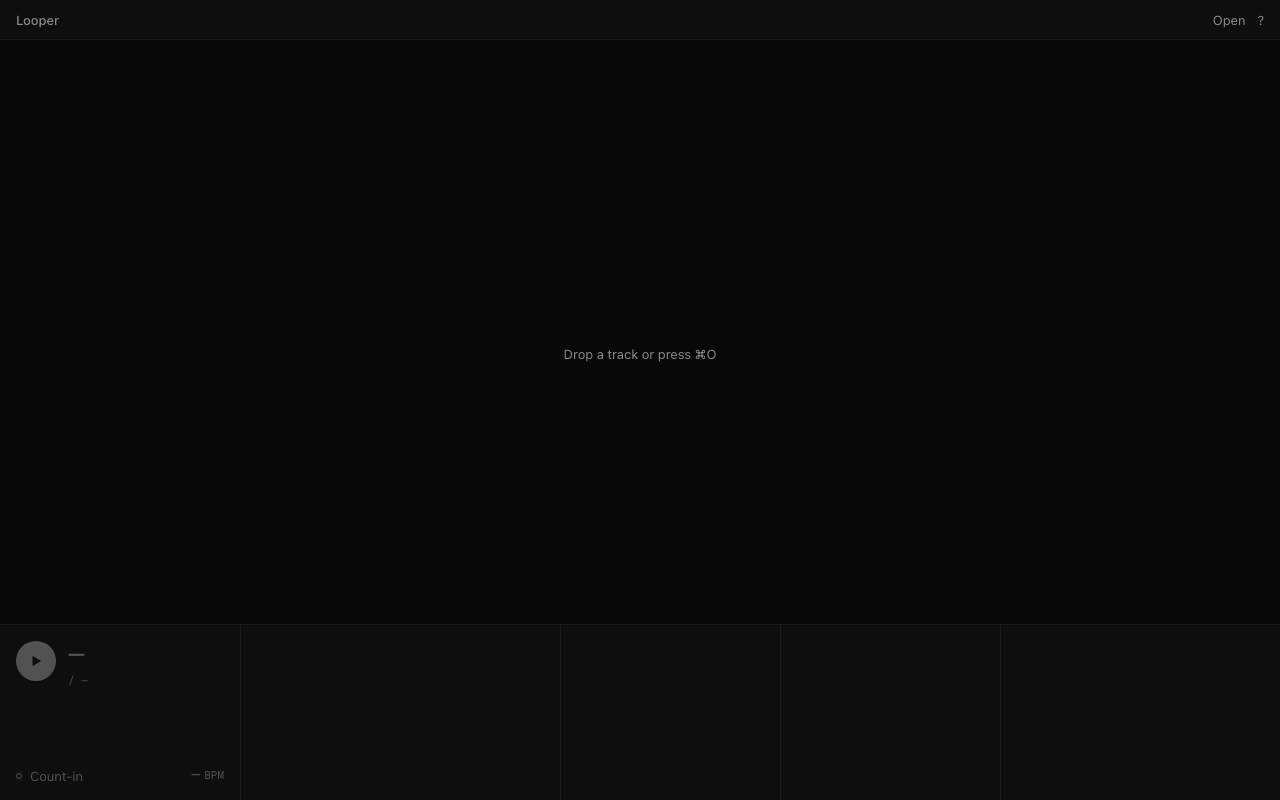 Looper
Open ?
Drop a track or press ⌘O
—
/ –
Count-in
— BPM